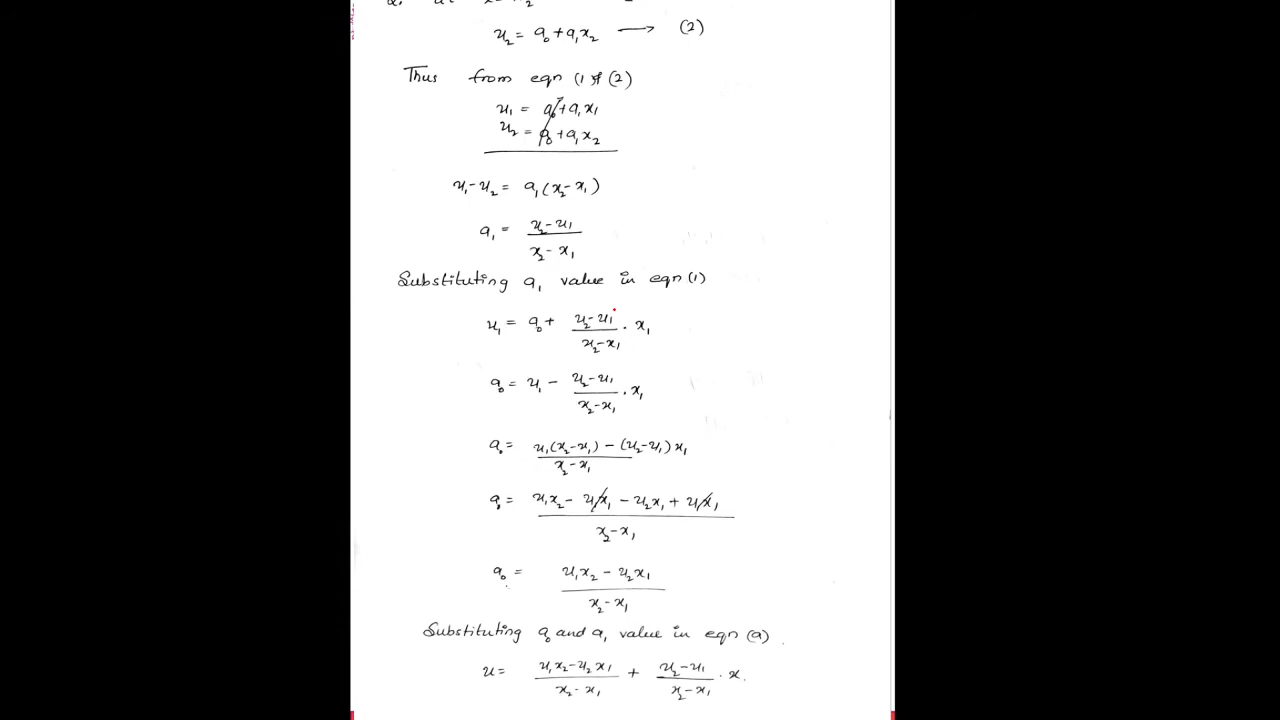 u₂ = a₀ + a₁x₂ ⟶ (2)
Thus from eqn (1) & (2)
u₁ = a₀ + a₁x₁
u₂ = a₀ + a₁x₂
u₁ - u₂ = a₁(x₂ - x₁)
a₁ = (u₂ - u₁) / (x₂ - x₁)
Substituting a₁ value in eqn (1)
u₁ = a₀ + (u₂ - u₁) / (x₂ - x₁) · x₁
a₀ = u₁ - (u₂ - u₁) / (x₂ - x₁) · x₁
a₀ = (u₁(x₂ - x₁) - (u₂ - u₁)x₁) / (x₂ - x₁)
a₀ = (u₁x₂ - u₁x₁ - u₂x₁ + u₁x₁) / (x₂ - x₁)
a₀ = (u₁x₂ - u₂x₁) / (x₂ - x₁)
Substituting a₀ and a₁ value in eqn (a).
u = (u₁x₂ - u₂x₁) / (x₂ - x₁) + (u₂ - u₁) / (x₂ - x₁) · x.